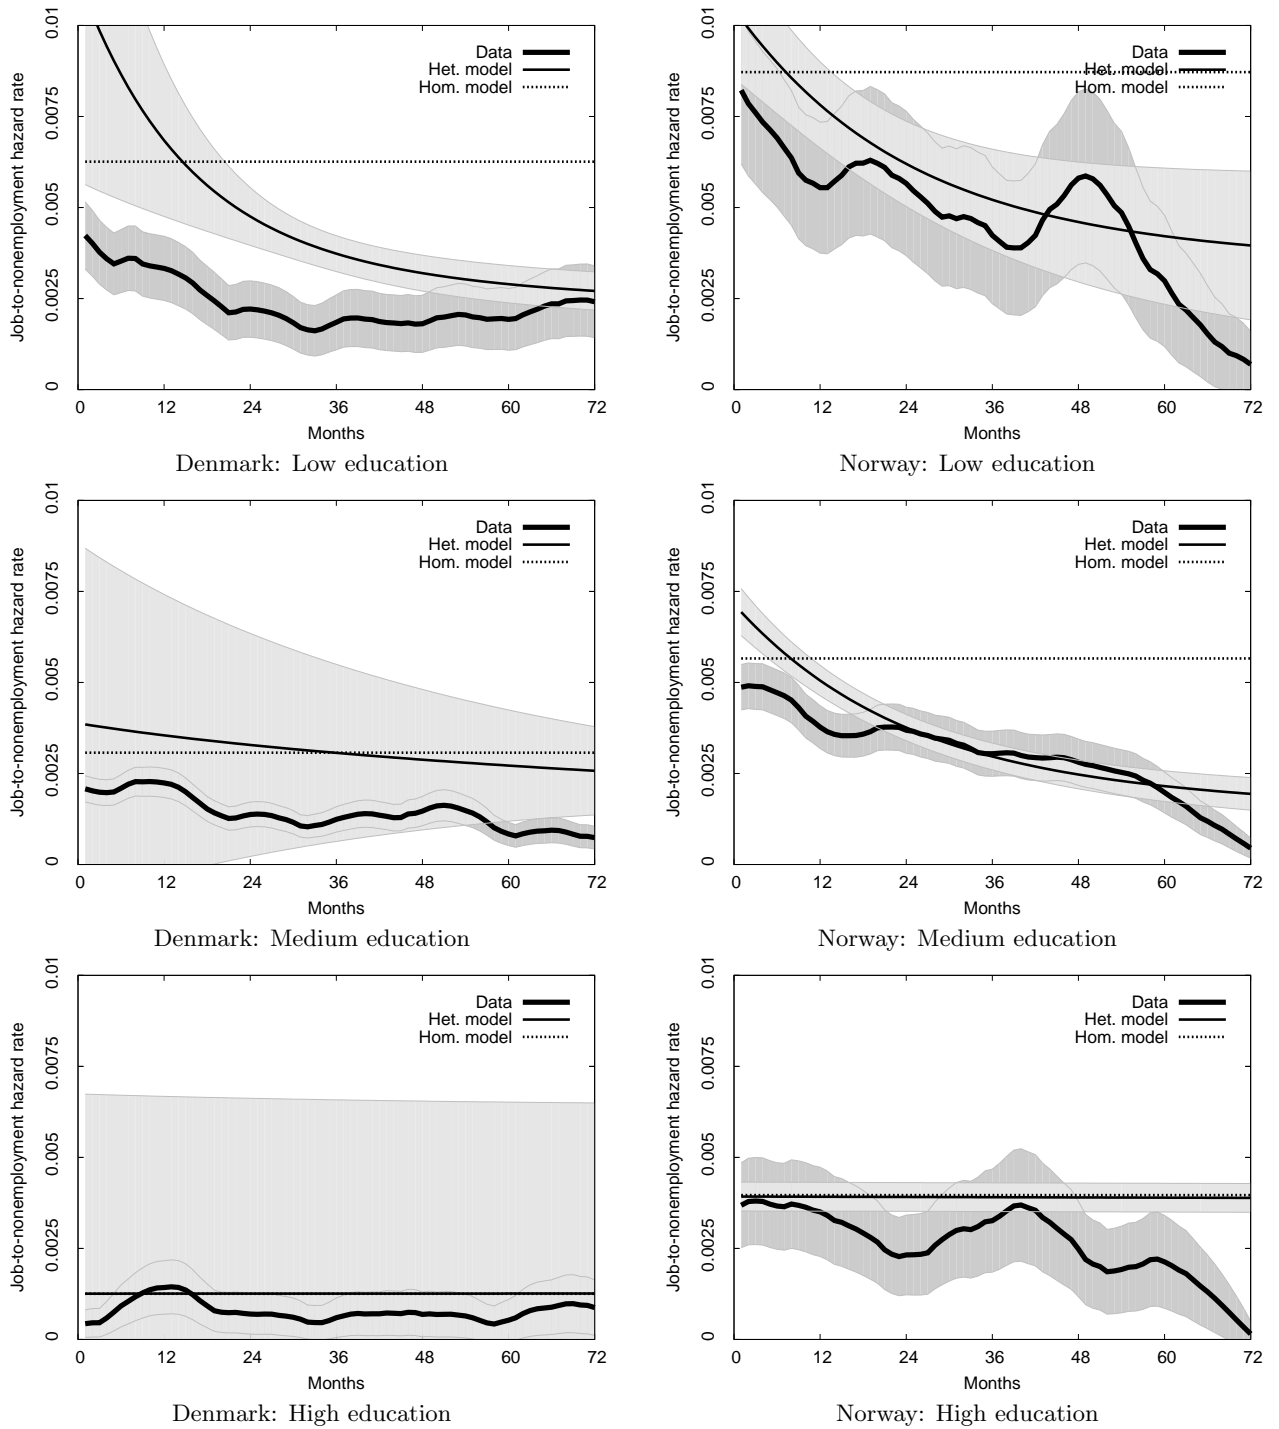 Job-to-nonemployment hazard rate
0.01
0.0075
0.005
0.0025
0
Data
Het. model
Hom. model
0 12 24 36 48 60 72
Months
Denmark: Low education
Job-to-nonemployment hazard rate
0.01
0.0075
0.005
0.0025
0
Data
Het. model
Hom. model
0 12 24 36 48 60 72
Months
Norway: Low education
Job-to-nonemployment hazard rate
0.01
0.0075
0.005
0.0025
0
Data
Het. model
Hom. model
0 12 24 36 48 60 72
Months
Denmark: Medium education
Job-to-nonemployment hazard rate
0.01
0.0075
0.005
0.0025
0
Data
Het. model
Hom. model
0 12 24 36 48 60 72
Months
Norway: Medium education
Job-to-nonemployment hazard rate
0.01
0.0075
0.005
0.0025
0
Data
Het. model
Hom. model
0 12 24 36 48 60 72
Months
Denmark: High education
Job-to-nonemployment hazard rate
0.01
0.0075
0.005
0.0025
0
Data
Het. model
Hom. model
0 12 24 36 48 60 72
Months
Norway: High education